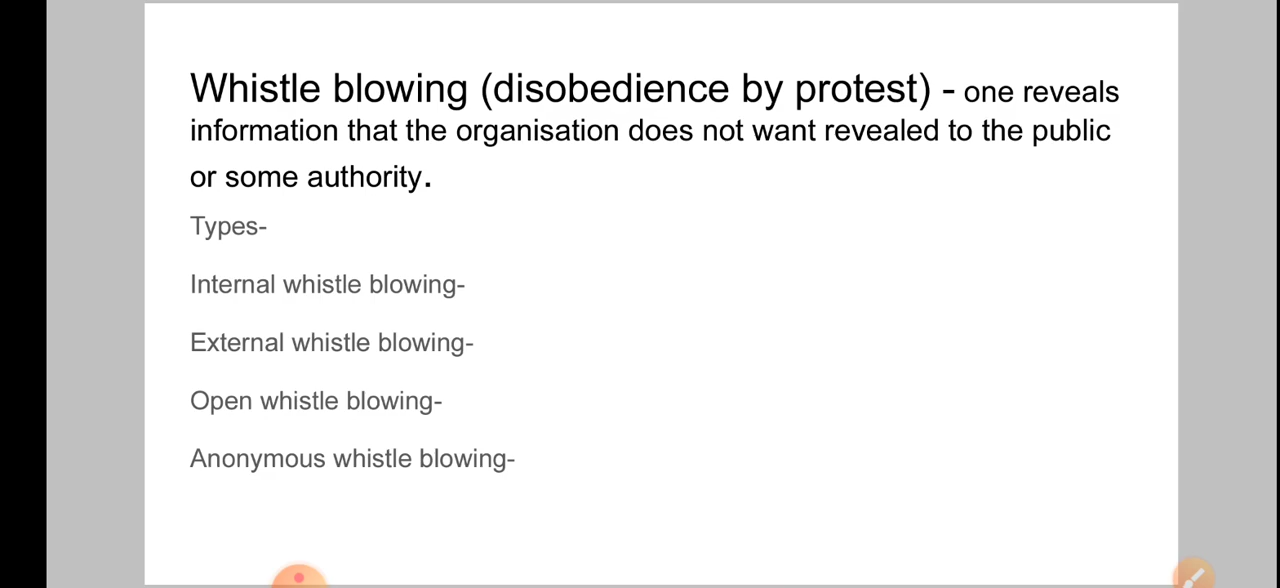 Whistle blowing (disobedience by protest) - one reveals
information that the organisation does not want revealed to the public
or some authority.
Types-
Internal whistle blowing-
External whistle blowing-
Open whistle blowing-
Anonymous whistle blowing-